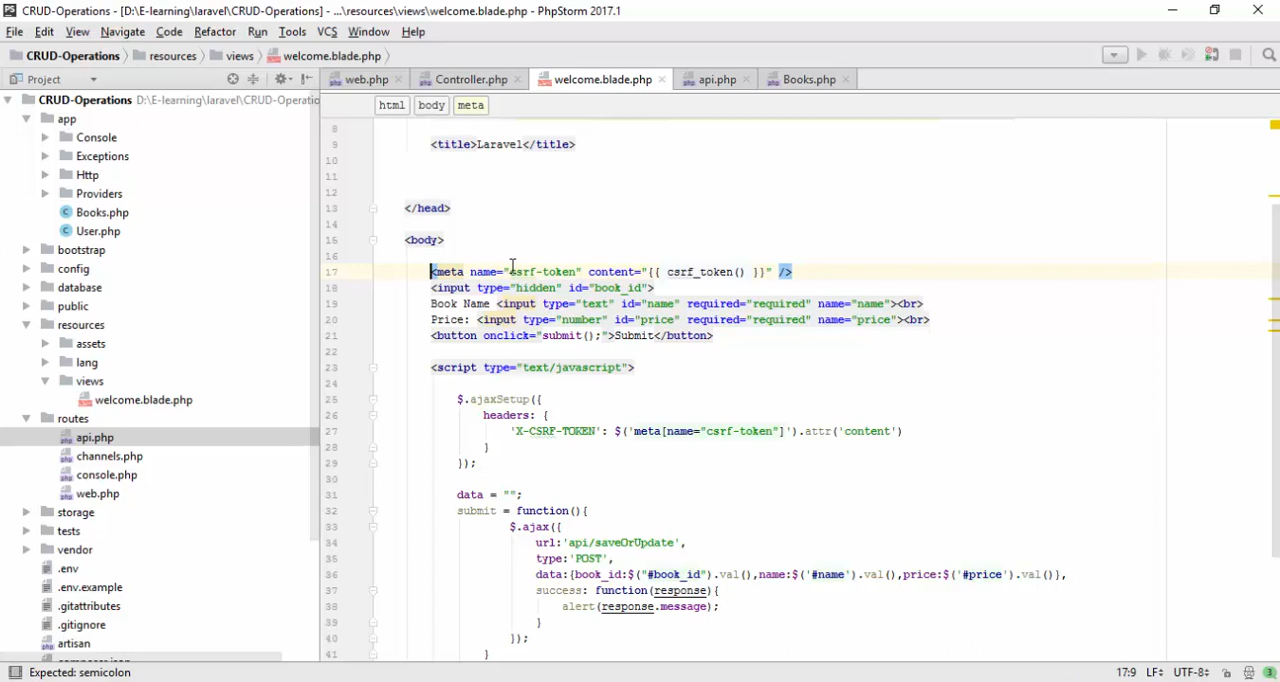 PS CRUD-Operations - [D:\E-learning\laravel\CRUD-Operations] - ...\resources\views\welcome.blade.php - PhpStorm 2017.1
File Edit View Navigate Code Refactor Run Tools VCS Window Help
CRUD-Operations resources views welcome.blade.php
Project web.php Controller.php welcome.blade.php api.php Books.php
CRUD-Operations D:\E-learning\laravel\CRUD-Operatio
app
Console
Exceptions
Http
Providers
Books.php
User.php
bootstrap
config
database
public
resources
assets
lang
views
welcome.blade.php
routes
api.php
channels.php
console.php
web.php
storage
tests
vendor
.env
.env.example
.gitattributes
.gitignore
artisan
html body meta
8
9 <title>Laravel</title>
10
11
12
13 </head>
14
15 <body>
16
17 <meta name="csrf-token" content="{{ csrf_token() }}" />
18 <input type="hidden" id="book_id">
19 Book Name <input type="text" id="name" required="required" name="name"><br>
20 Price: <input type="number" id="price" required="required" name="price"><br>
21 <button onclick="submit();">Submit</button>
22
23 <script type="text/javascript">
24
25 $.ajaxSetup({
26 headers: {
27 'X-CSRF-TOKEN': $('meta[name="csrf-token"]').attr('content')
28 }
29 });
30
31 data = "";
32 submit = function(){
33 $.ajax({
34 url:'api/saveOrUpdate',
35 type:'POST',
36 data:{book_id:$("#book_id").val(),name:$('#name').val(),price:$('#price').val()},
37 success: function(response){
38 alert(response.message);
39 }
40 });
41 }
Expected: semicolon 17:9 LF UTF-8 3